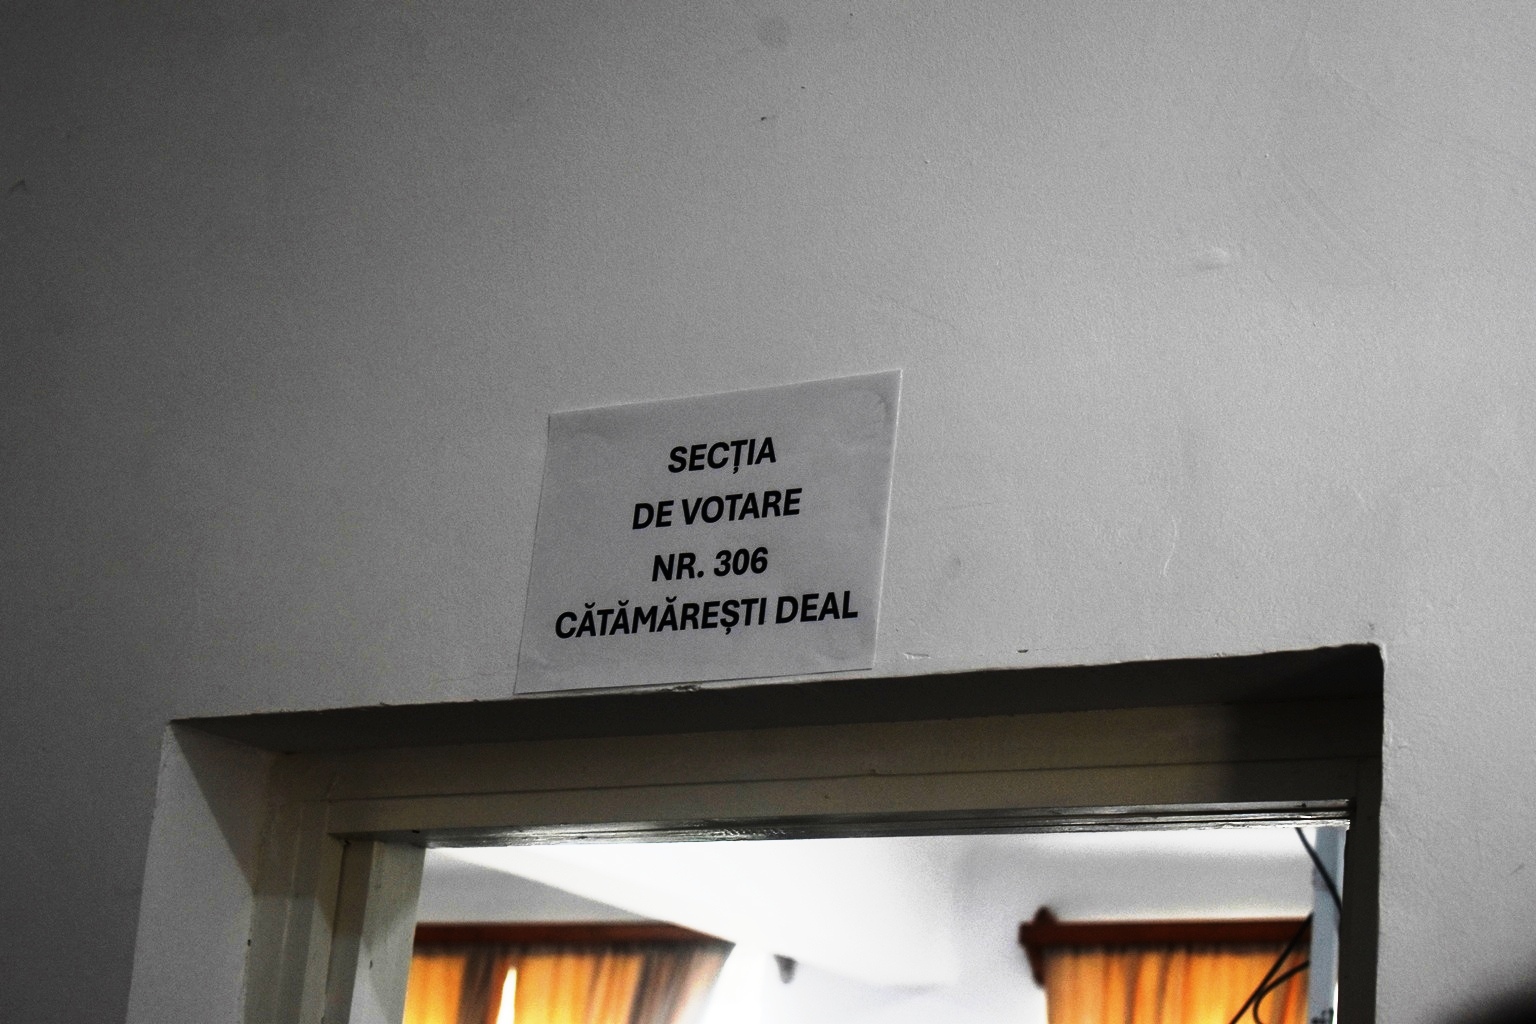 SECȚIA
DE VOTARE
NR. 306
CĂTĂMĂREȘTI DEAL